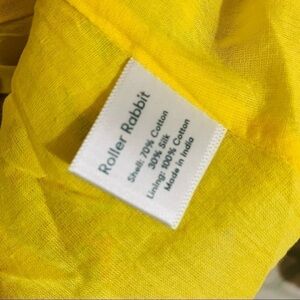 Roller Rabbit
Shell: 70% Cotton
30% Silk
Lining: 100% Cotton
Made in India